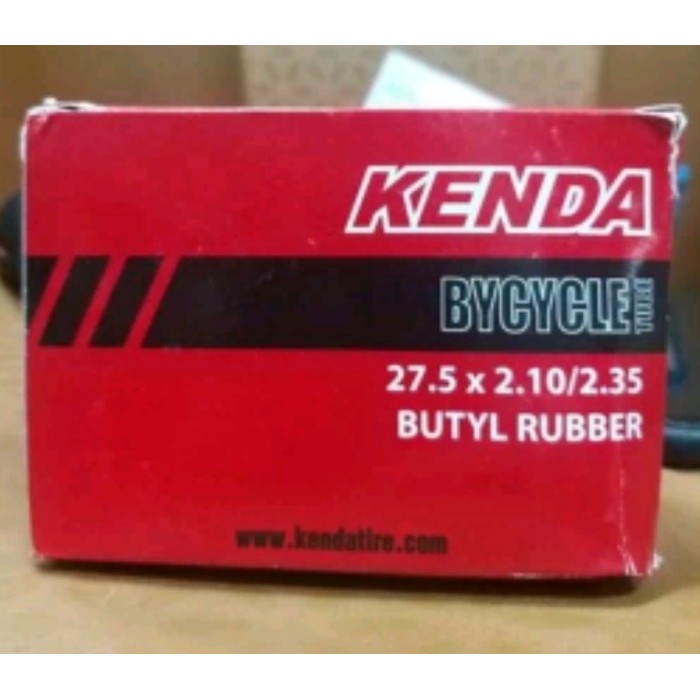 KENDA
BYCYCLE TUBE
27.5 x 2.10/2.35
BUTYL RUBBER
www.kendatire.com